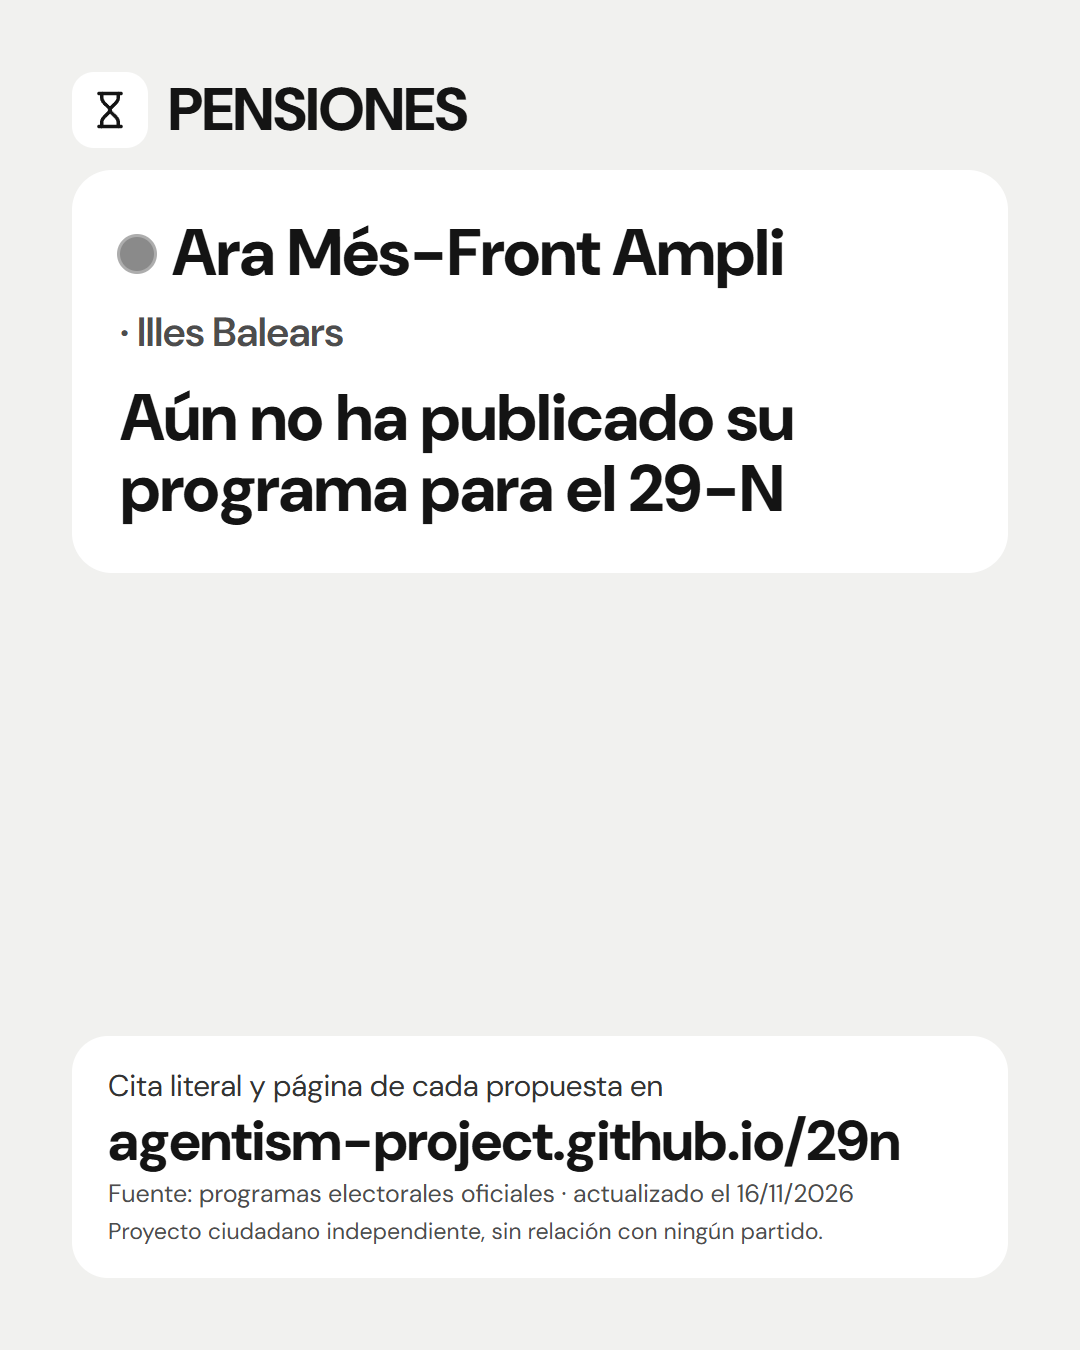 PENSIONES
Ara Més-Front Ampli
· Illes Balears
Aún no ha publicado su
programa para el 29-N
Cita literal y página de cada propuesta en
agentism-project.github.io/29n
Fuente: programas electorales oficiales · actualizado el 16/11/2026
Proyecto ciudadano independiente, sin relación con ningún partido.